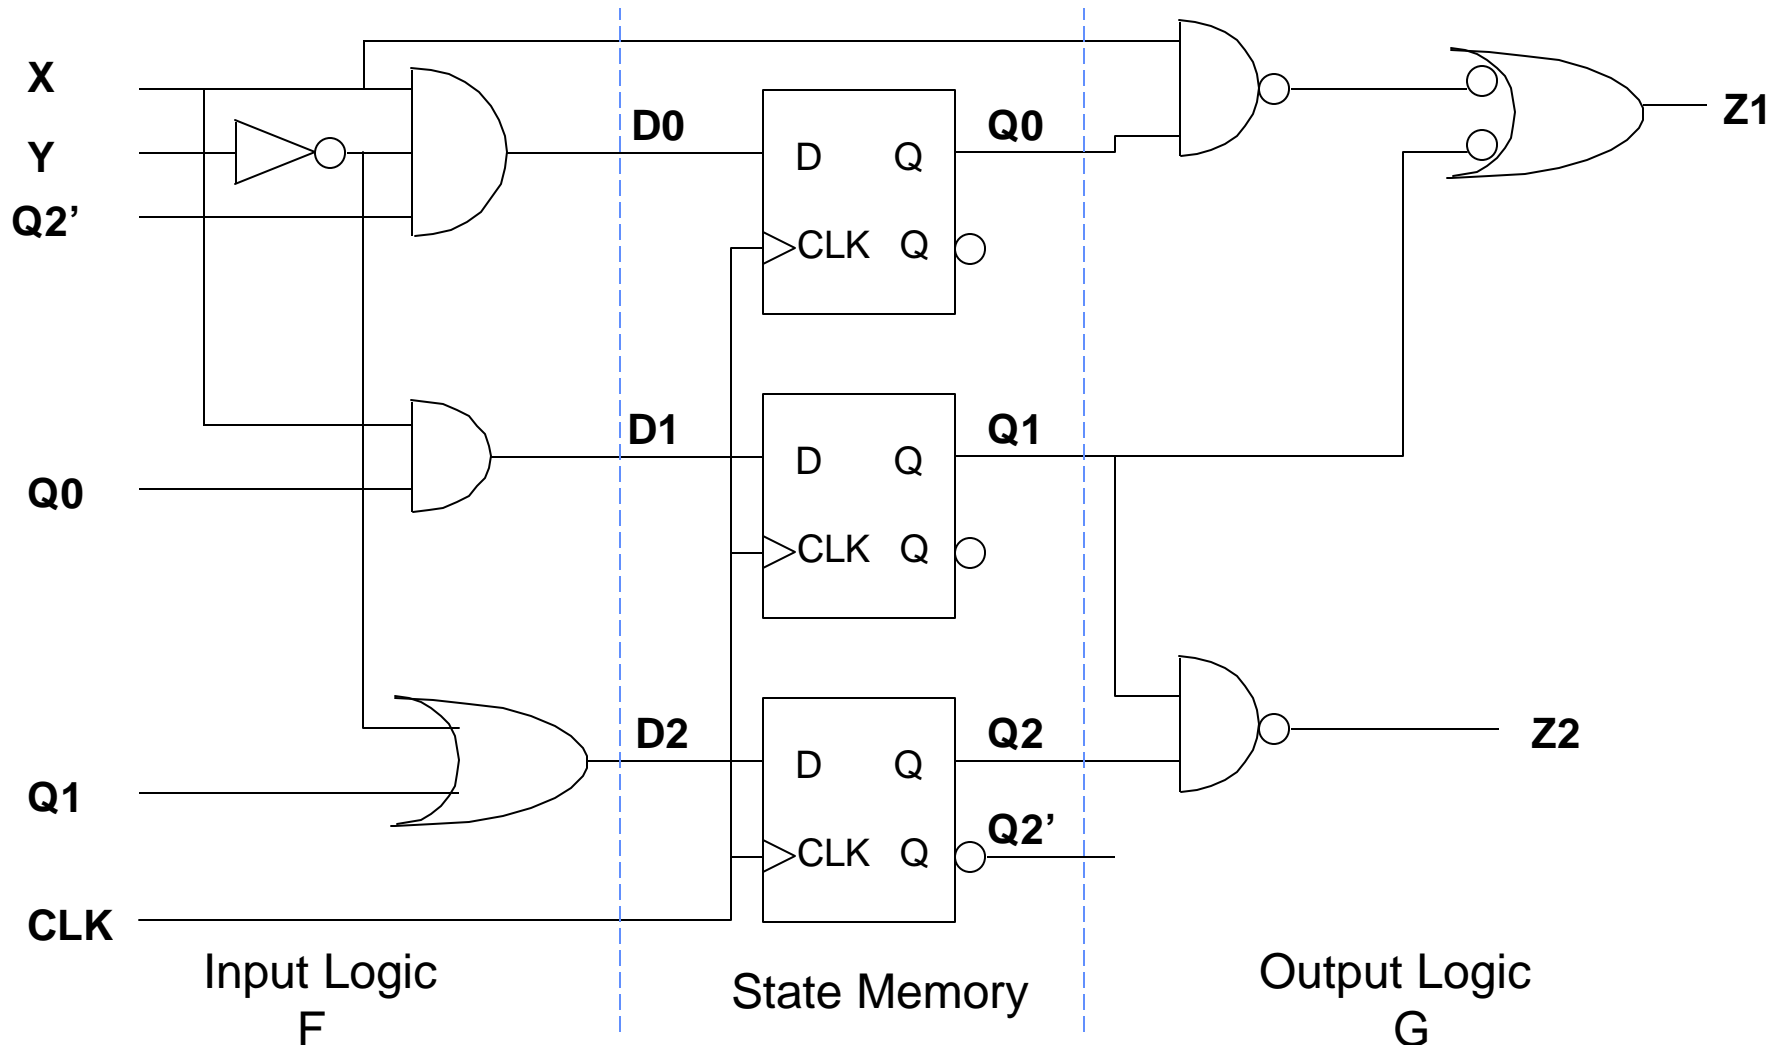 X
Y
Q2’
Q0
Q1
CLK
D0
D Q
CLK Q
Q0
D1
D Q
CLK Q
Q1
D2
D Q
CLK Q
Q2
Q2’
Z1
Z2
Input Logic
F
State Memory
Output Logic
G